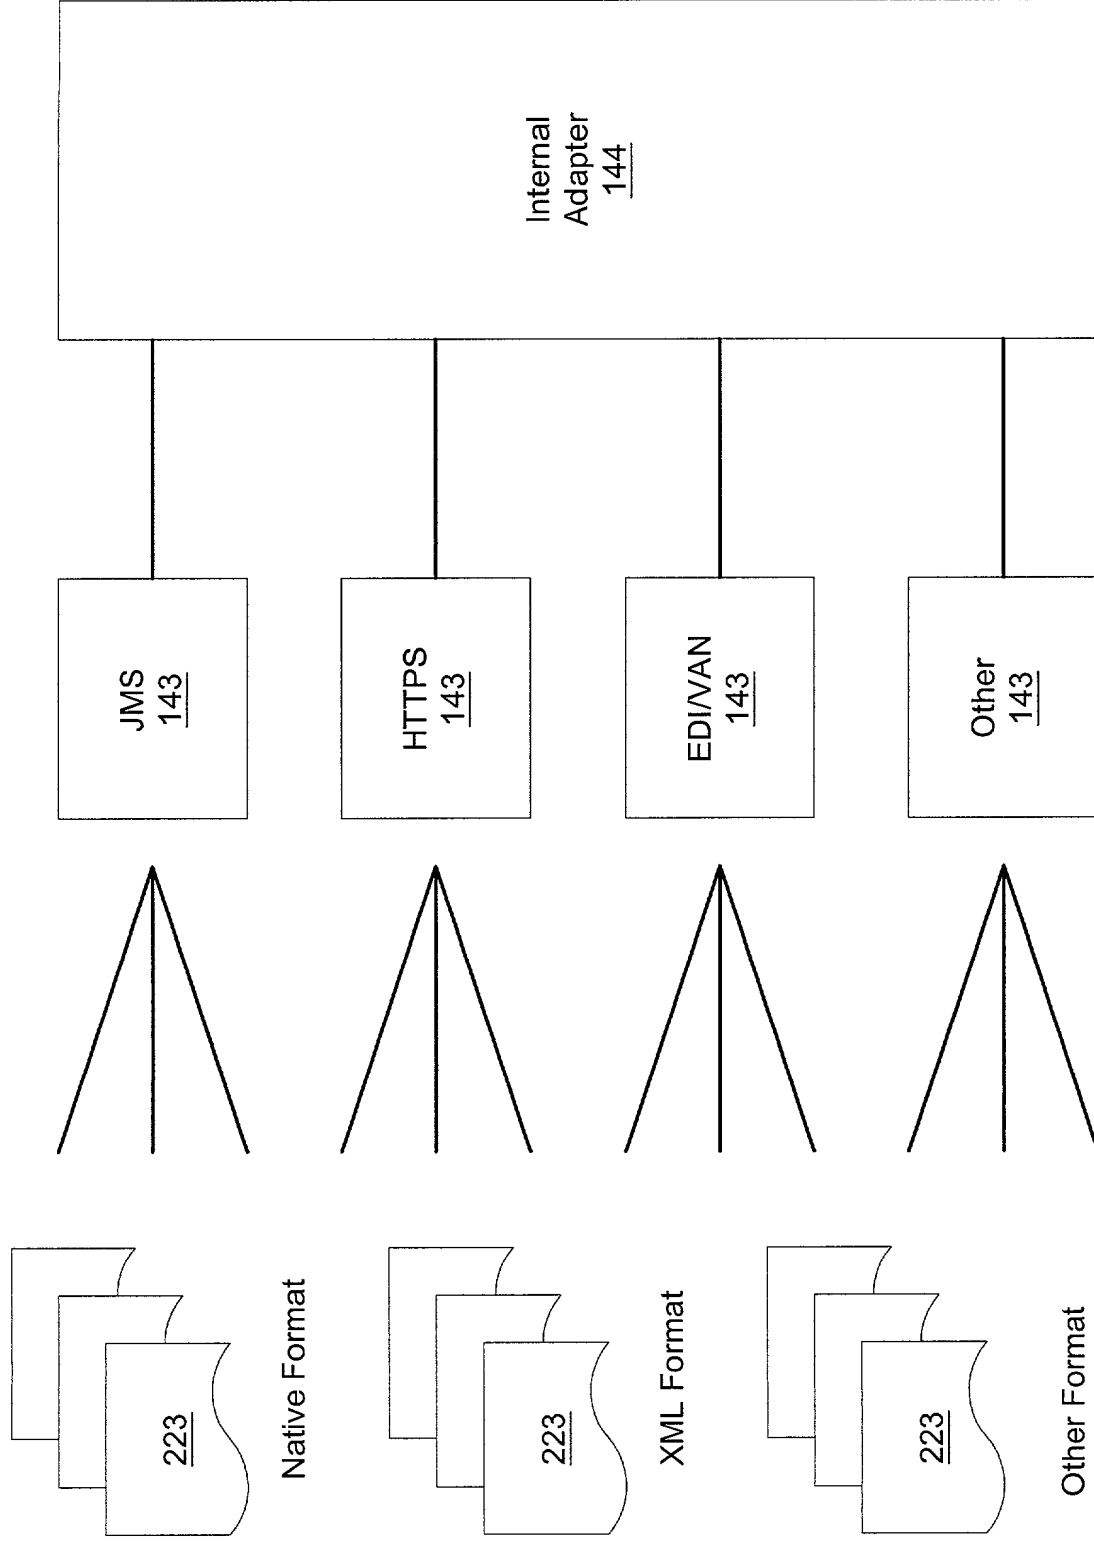 Internal
Adapter
144
JMS
143
HTTPS
143
EDI/VAN
143
Other
143
223
Native Format
223
XML Format
223
Other Format